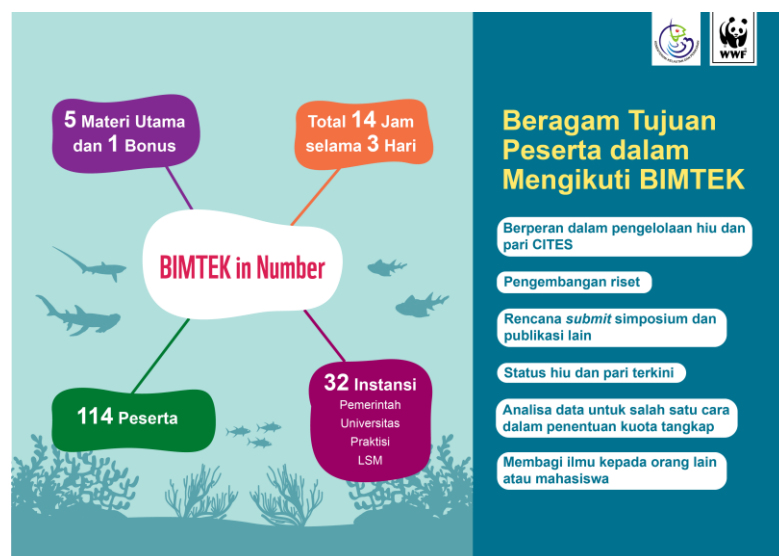 5 Materi Utama
dan 1 Bonus
Total 14 Jam
selama 3 Hari
BIMTEK in Number
114 Peserta
32 Instansi
Pemerintah
Universitas
Praktisi
LSM
WWF
Beragam Tujuan
Peserta dalam
Mengikuti BIMTEK
Berperan dalam pengelolaan hiu dan
pari CITES
Pengembangan riset
Rencana submit simposium dan
publikasi lain
Status hiu dan pari terkini
Analisa data untuk salah satu cara
dalam penentuan kuota tangkap
Membagi ilmu kepada orang lain
atau mahasiswa